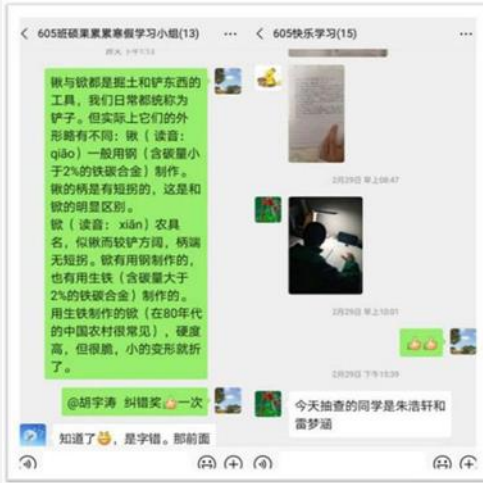 605班硕果累累寒假学习小组(13)
锹与锨都是掘土和铲东西的
工具，我们日常都统称为
铲子。但实际上它们的外
形略有不同：锹（ 读音：
qiāo）一般用钢（含碳量小
于2%的铁碳合金）制作。
锹的柄是有短拐的，这是和
锨的明显区别。
锨（ 读音： xiān）农具
名，似锹而较铲方阔，柄端
无短拐。锨有用钢制作的，
也有用生铁（含碳量大于
2%的铁碳合金）制作的。
用生铁制作的锨（在80年代
的中国农村很常见），硬度
高，但很脆，小的变形就折
了。
@胡宇涛 纠错奖👍一次
知道了😄，是字错。那前面
605快乐学习(15)
2月29日 早上08:47
2月29日 早上10:01
👍👍
2月29日 下午15:39
今天抽查的同学是朱浩轩和
雷梦涵